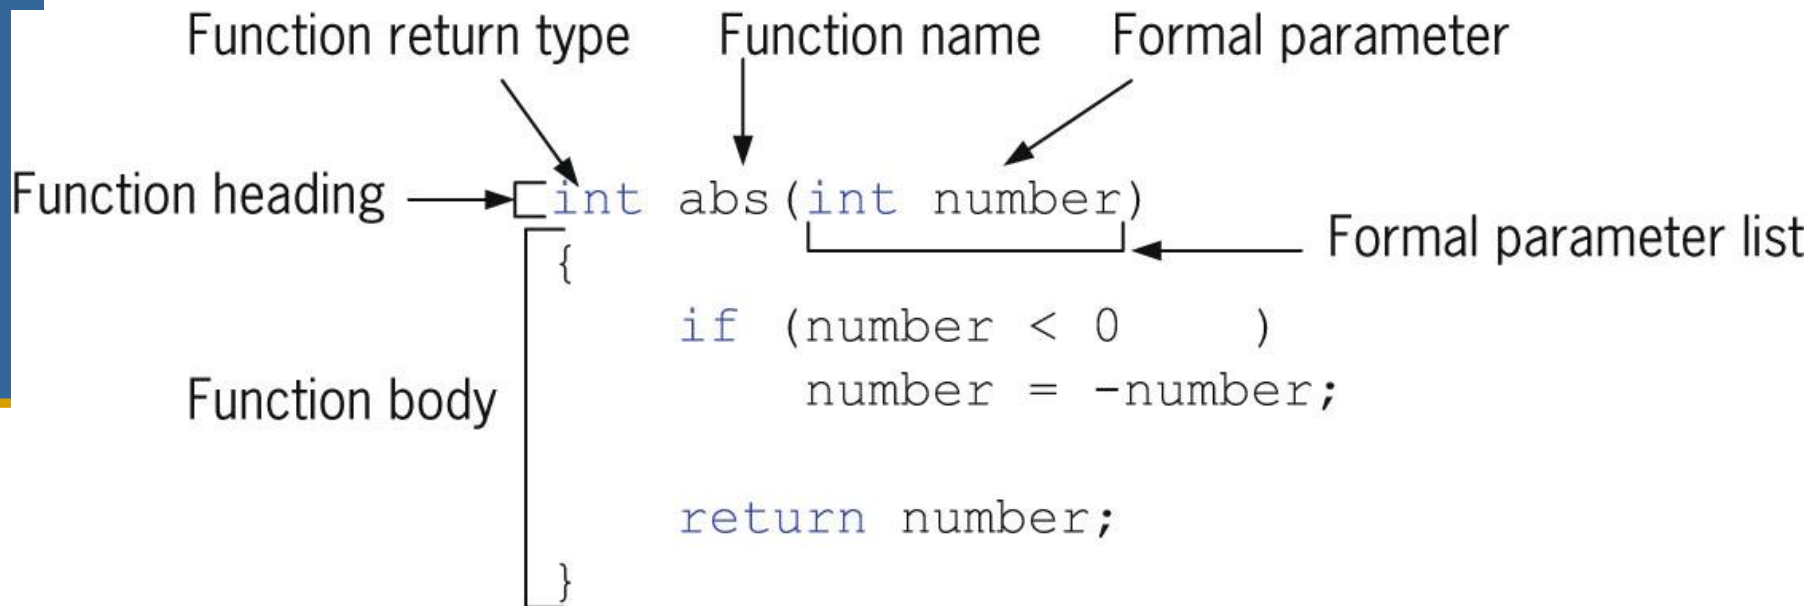 Function return type Function name Formal parameter
Function heading int abs(int number)
Formal parameter list
{
if (number < 0 )
Function body number = -number;
return number;
}